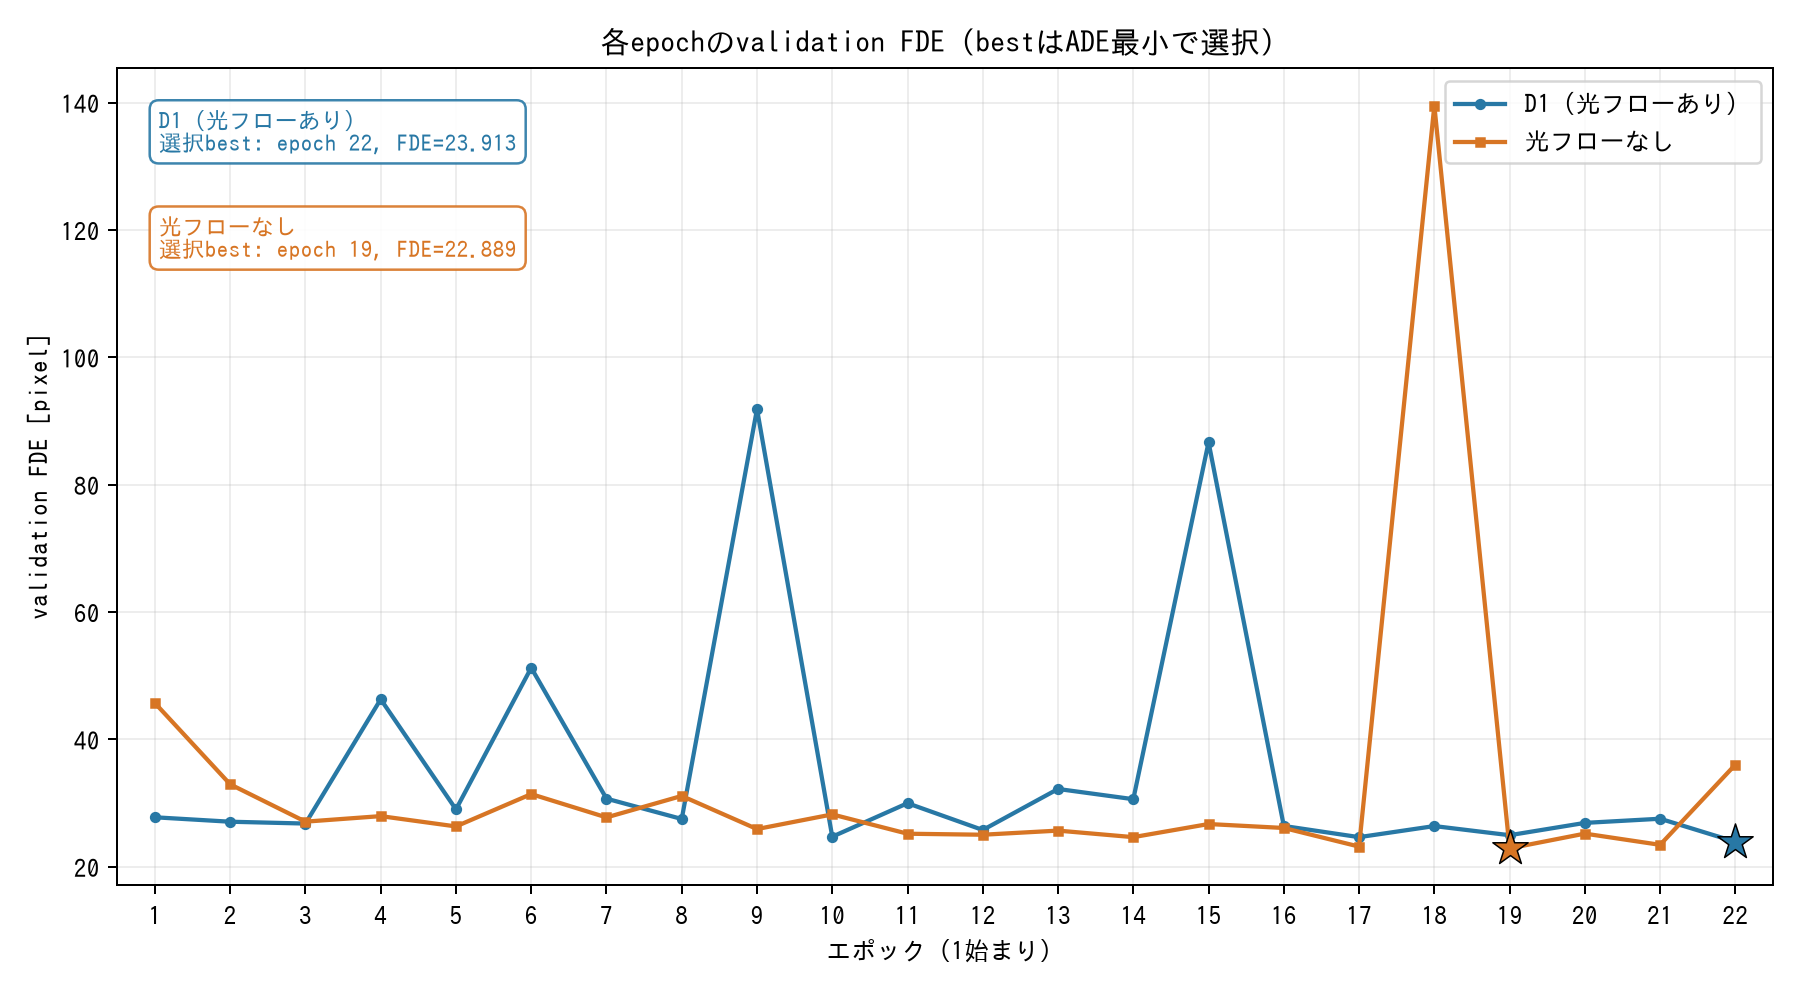 各epochのvalidation FDE (bestはADE最小で選択)
D1 (光フローあり)
選択best: epoch 22, FDE=23.913
光フローなし
選択best: epoch 19, FDE=22.889
D1 (光フローあり)
光フローなし
validation FDE [pixel]
140
120
100
80
60
40
20
1 2 3 4 5 6 7 8 9 10 11 12 13 14 15 16 17 18 19 20 21 22
エポック (1始まり)